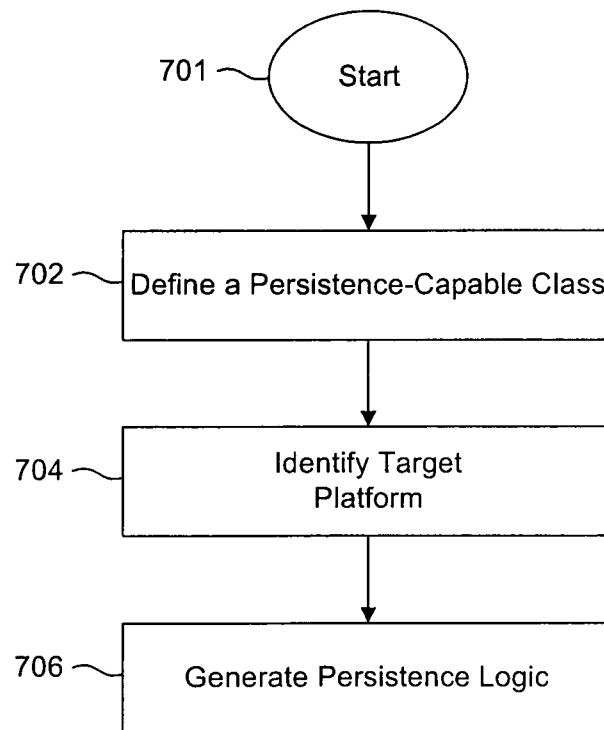 701
Start
702
Define a Persistence-Capable Class
704
Identify Target
Platform
706
Generate Persistence Logic